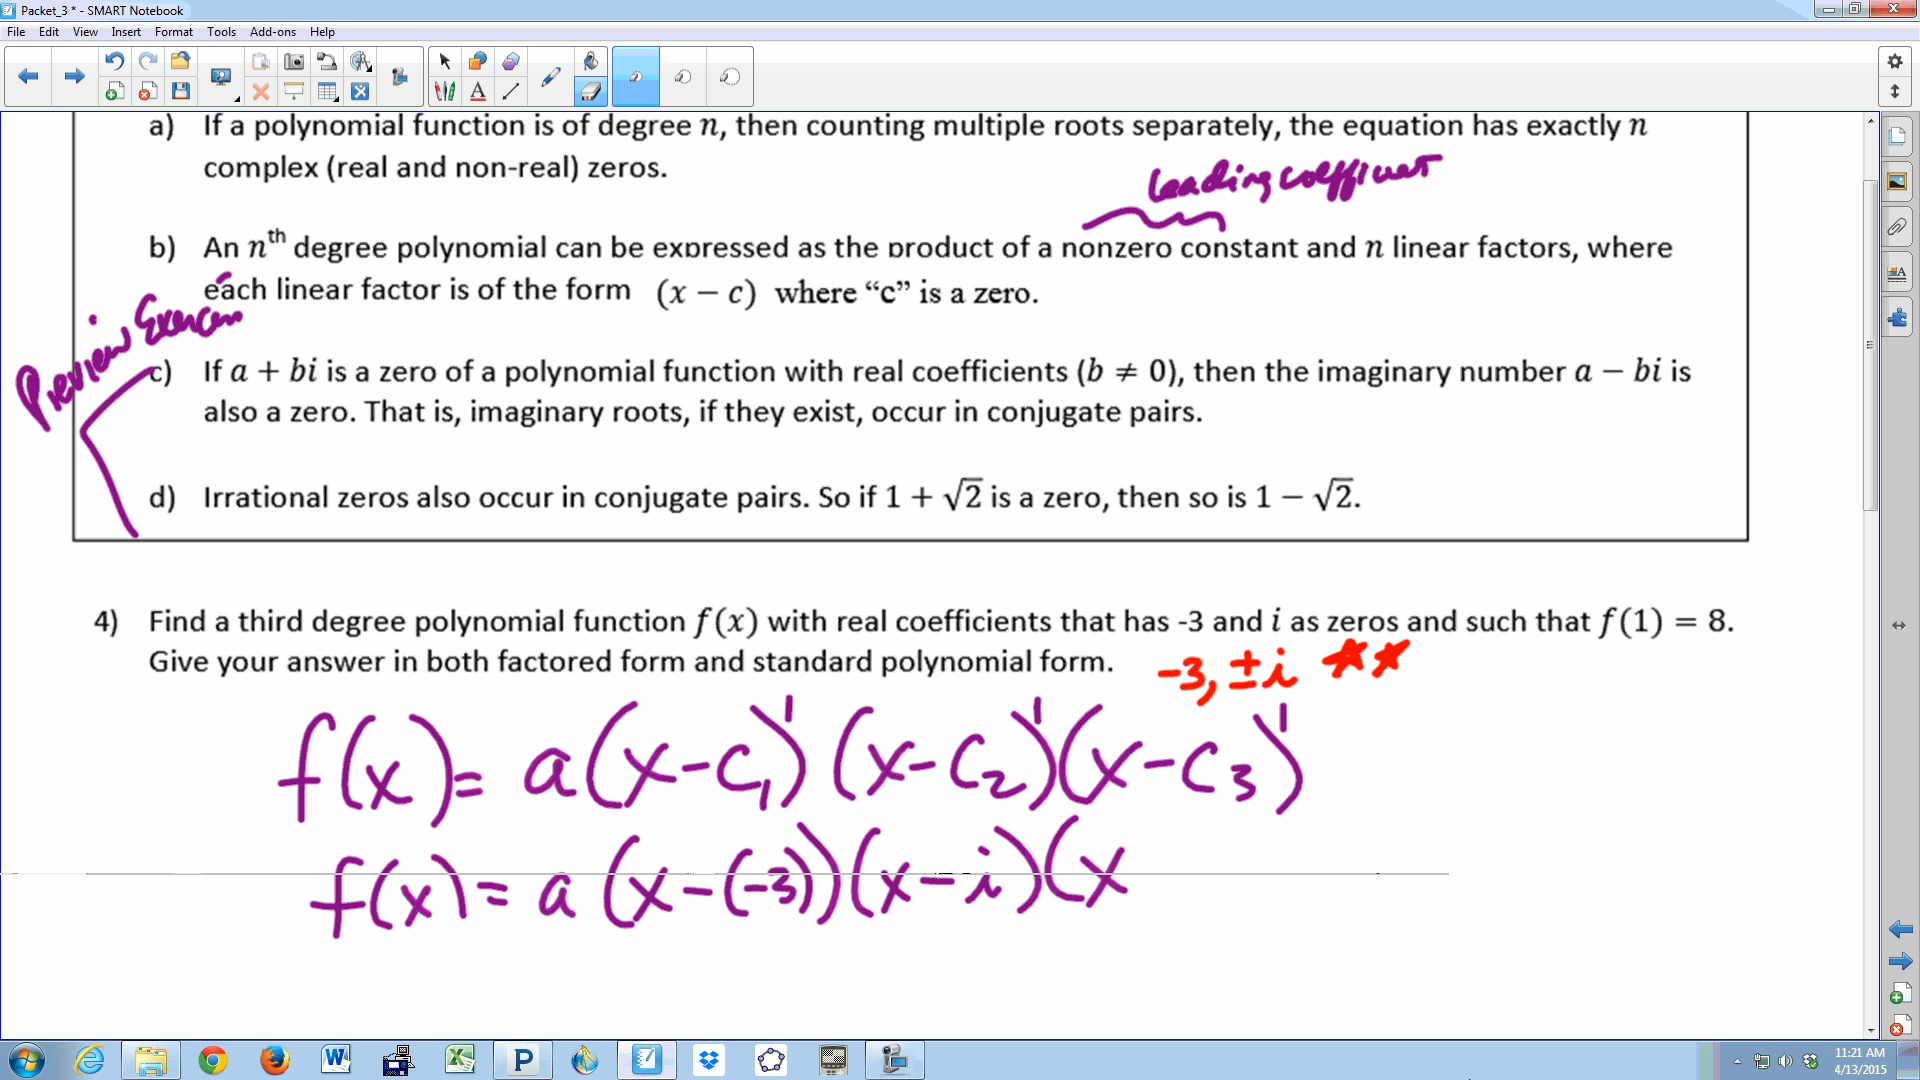 Packet_3 * - SMART Notebook
File Edit View Insert Format Tools Add-ons Help
a) If a polynomial function is of degree n, then counting multiple roots separately, the equation has exactly n
complex (real and non-real) zeros.
Leading coefficient
b) An nᵗʰ degree polynomial can be expressed as the product of a nonzero constant and n linear factors, where
each linear factor is of the form (x − c) where “c” is a zero.
Preview Exercises
c) If a + bi is a zero of a polynomial function with real coefficients (b ≠ 0), then the imaginary number a − bi is
also a zero. That is, imaginary roots, if they exist, occur in conjugate pairs.
d) Irrational zeros also occur in conjugate pairs. So if 1 + √2 is a zero, then so is 1 − √2.
4) Find a third degree polynomial function f(x) with real coefficients that has -3 and i as zeros and such that f(1) = 8.
Give your answer in both factored form and standard polynomial form.
-3, ±i
f(x) = a(x-c₁)¹(x-c₂)¹(x-c₃)¹
f(x) = a(x-(-3))(x-i)(x
11:21 AM
4/13/2015